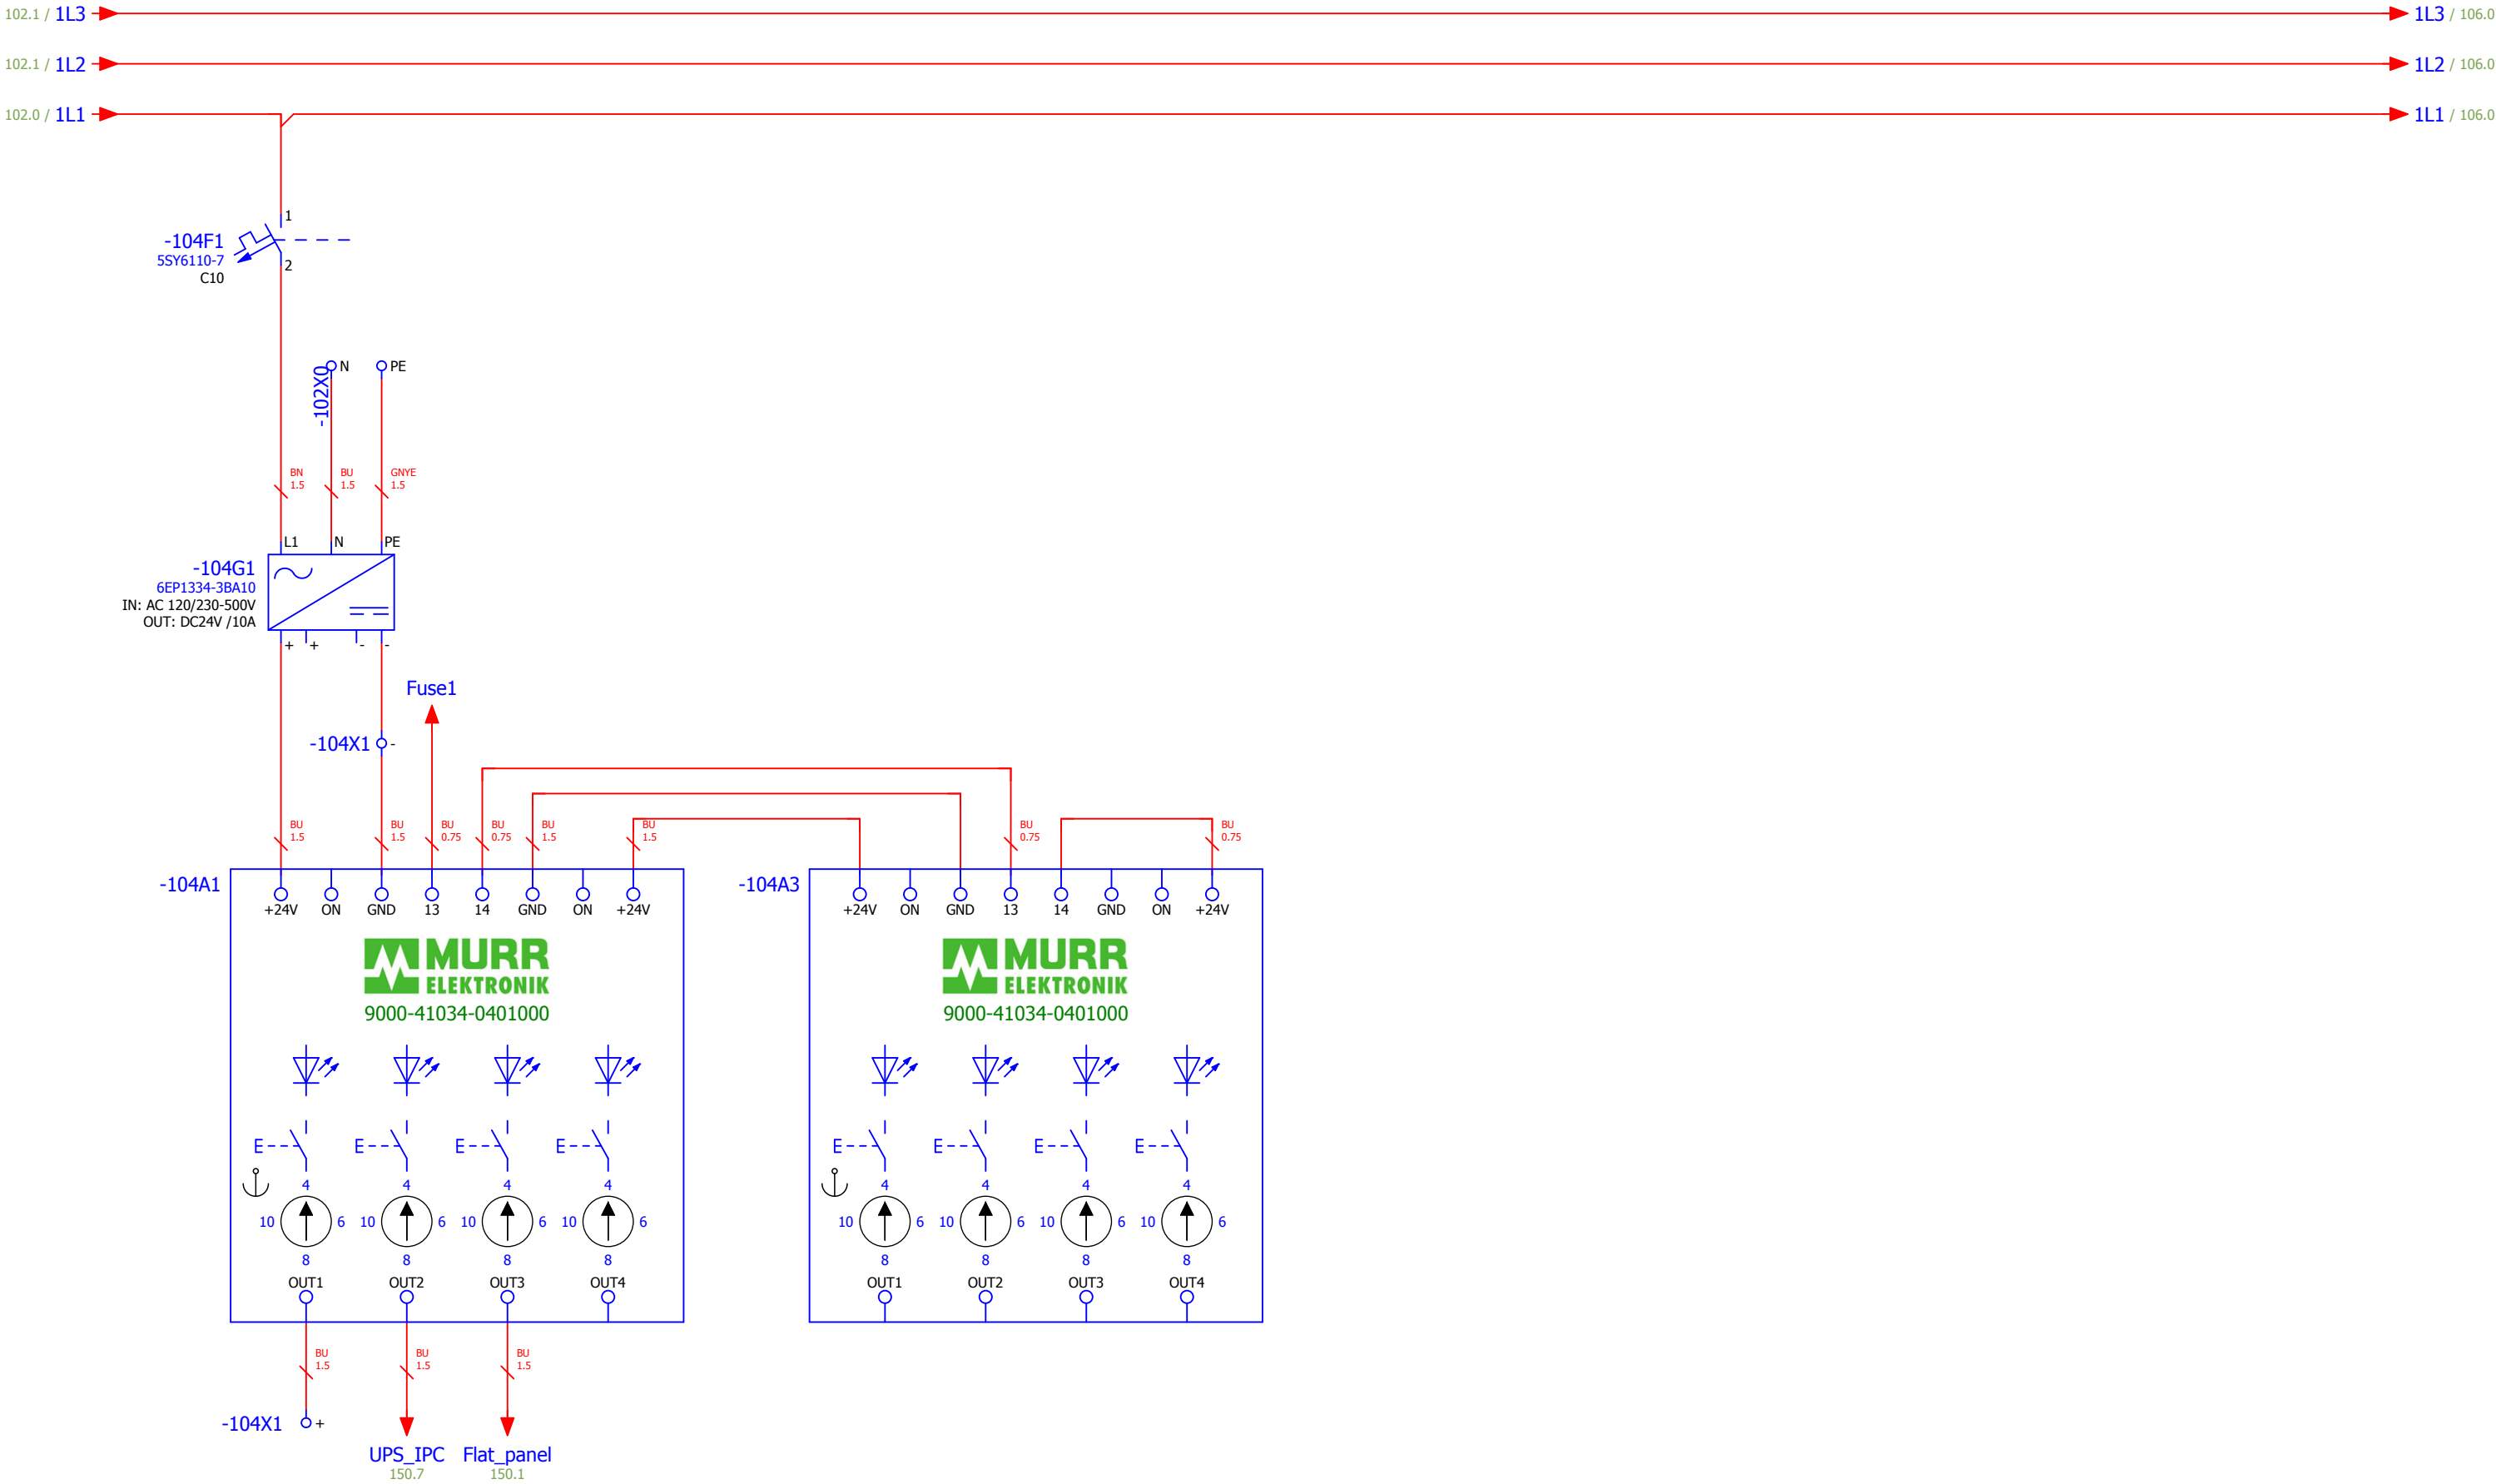 102.1 / 1L3
1L3 / 106.0
102.1 / 1L2
1L2 / 106.0
102.0 / 1L1
1L1 / 106.0
1
-104F1
5SY6110-7
2
C10
-102X0
N
PE
BN
1.5
BU
1.5
GNYE
1.5
L1
N
PE
-104G1
6EP1334-3BA10
IN: AC 120/230-500V
OUT: DC24V /10A
+ + - -
Fuse1
-104X1 -
BU
1.5
BU
1.5
BU
0.75
BU
0.75
BU
1.5
BU
1.5
BU
0.75
BU
0.75
-104A1
+24V ON GND 13 14 GND ON +24V
MURR
ELEKTRONIK
9000-41034-0401000
4 4 4 4
10 6 10 6 10 6 10 6
8 8 8 8
OUT1 OUT2 OUT3 OUT4
-104A3
+24V ON GND 13 14 GND ON +24V
MURR
ELEKTRONIK
9000-41034-0401000
4 4 4 4
10 6 10 6 10 6 10 6
8 8 8 8
OUT1 OUT2 OUT3 OUT4
BU
1.5
BU
1.5
BU
1.5
-104X1 +
UPS_IPC
150.7
Flat_panel
150.1